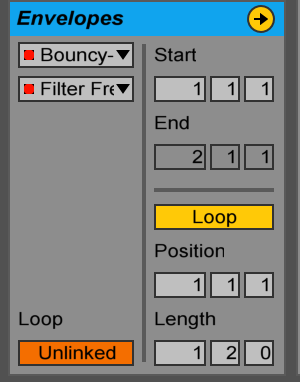 Envelopes
Bouncy-
Filter Fre
Loop
Unlinked
Start
1 1 1
End
2 1 1
Loop
Position
1 1 1
Length
1 2 0